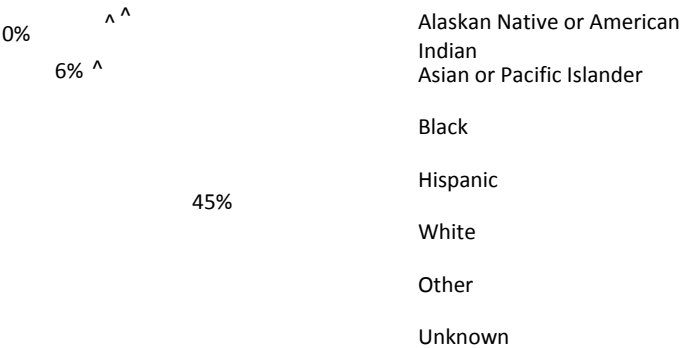 ^ ^
0%
6% ^
45%
Alaskan Native or American
Indian
Asian or Pacific Islander
Black
Hispanic
White
Other
Unknown